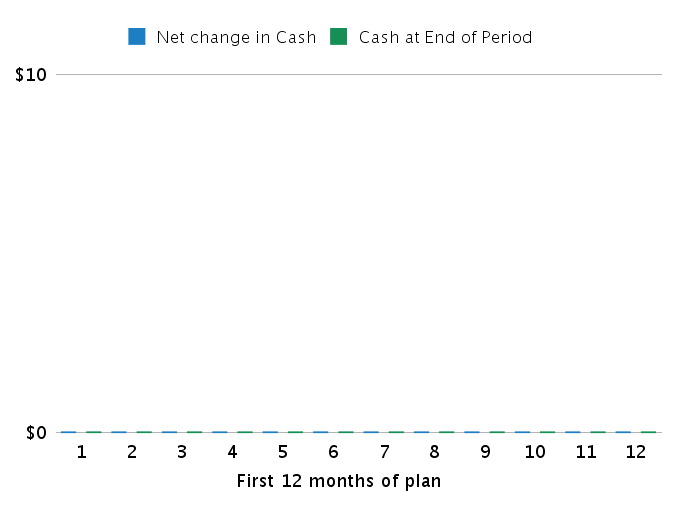 Net change in Cash Cash at End of Period
$10
$0
1 2 3 4 5 6 7 8 9 10 11 12
First 12 months of plan